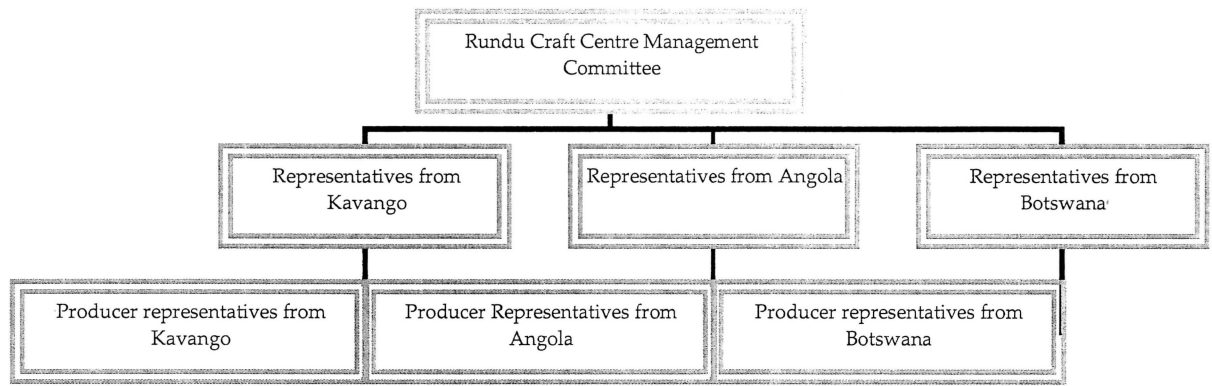 Rundu Craft Centre Management
Committee
Representatives from
Kavango
Representatives from Angola
Representatives from
Botswana
Producer representatives from
Kavango
Producer Representatives from
Angola
Producer representatives from
Botswana